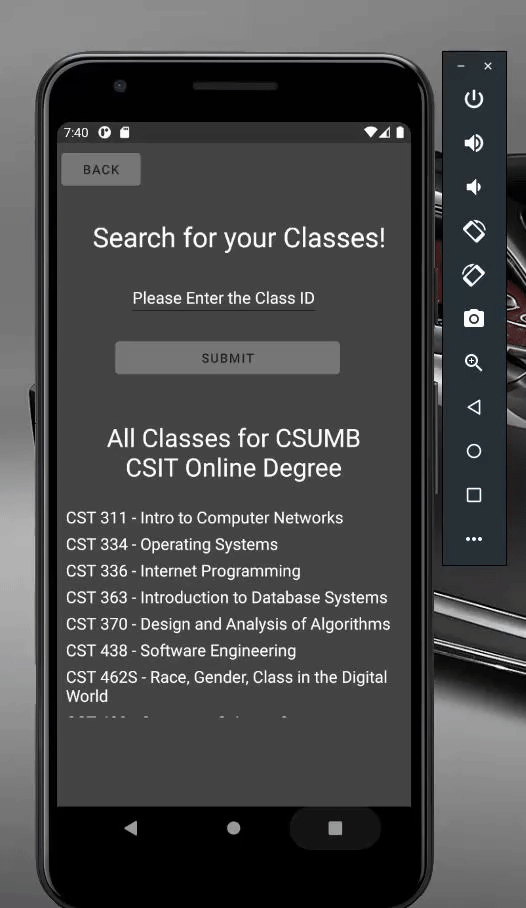 7:40
BACK
Search for your Classes!
Please Enter the Class ID
SUBMIT
All Classes for CSUMB
CSIT Online Degree
CST 311 - Intro to Computer Networks
CST 334 - Operating Systems
CST 336 - Internet Programming
CST 363 - Introduction to Database Systems
CST 370 - Design and Analysis of Algorithms
CST 438 - Software Engineering
CST 462S - Race, Gender, Class in the Digital
World